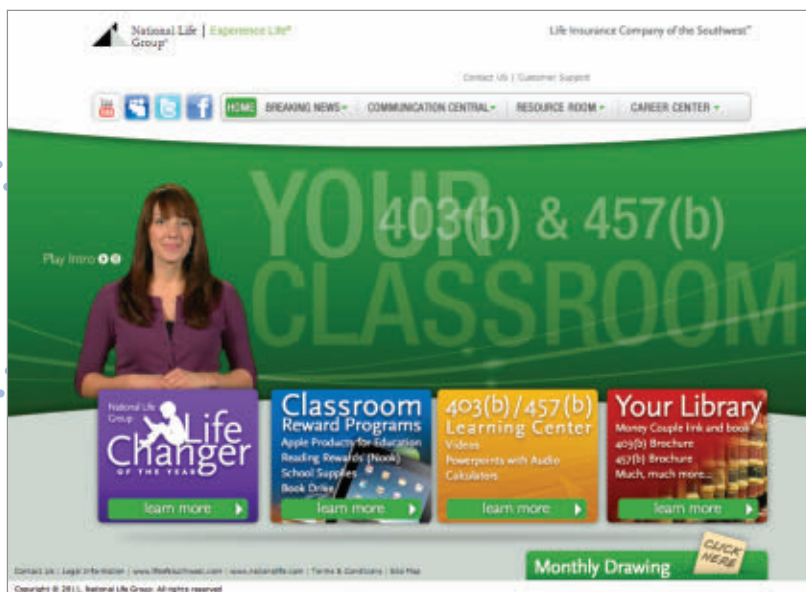 National Life | Experience Life®
Group®
Life Insurance Company of the Southwest™
Contact Us | Customer Support
You
Tube
HOME BREAKING NEWS COMMUNICATION CENTRAL RESOURCE ROOM CAREER CENTER
YOUR
403(b) & 457(b)
CLASSROOM
Play Intro
National Life
Group
Life
Changer
OF THE YEAR
learn more
Classroom
Reward Programs
Apple Products for Education
Reading Rewards (Nook)
School Supplies
Book Drive
learn more
403(b)/457(b)
Learning Center
Videos
Powerpoints with Audio
Calculators
learn more
Your Library
Money Couple link and book
403(b) Brochure
457(b) Brochure
Much, much more...
learn more
Monthly Drawing
CLICK
HERE
Contact Us | Legal Information | www.lifeofsouthwest.com | www.nationallife.com | Terms & Conditions | Site Map
Copyright © 2011, National Life Group. All rights reserved